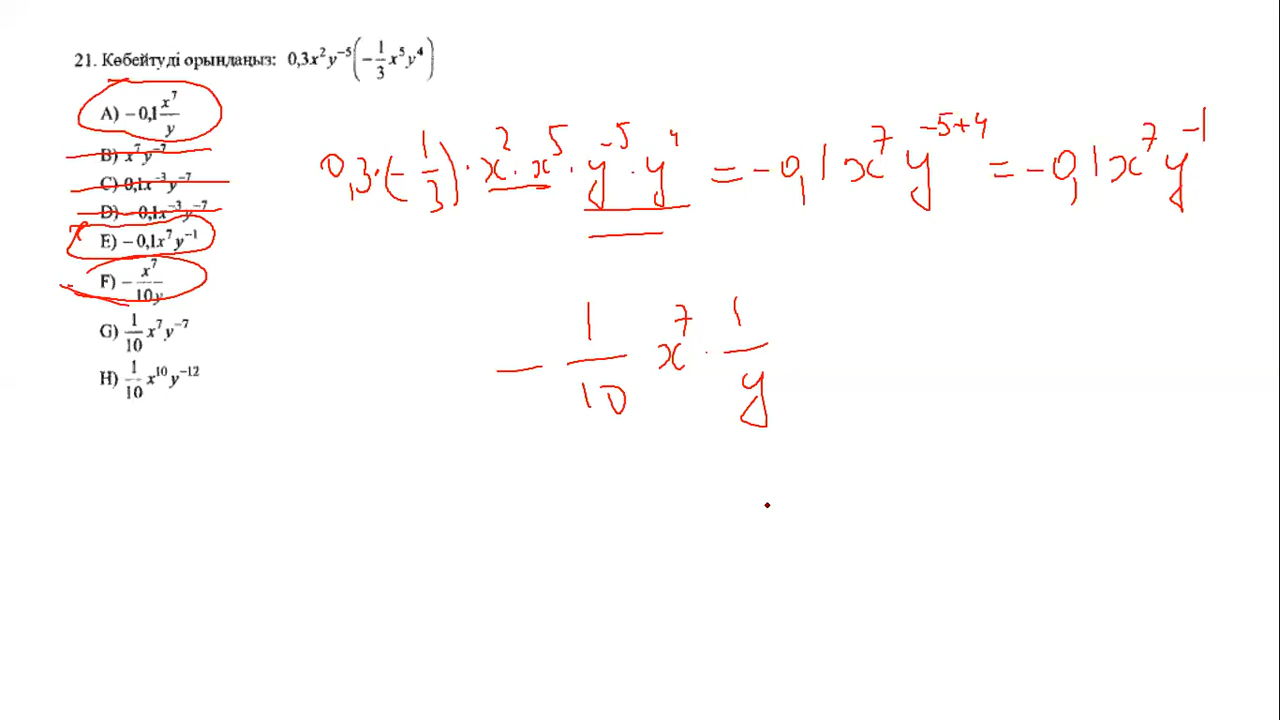 21. Көбейтуді орындаңыз: 0,3x²y⁻⁵(−1/3 x⁵y⁴)
A) −0,1 x⁷/y
B) x⁷y⁻⁷
C) 0,1x⁻³y⁻⁷
D) −0,1x⁻³y⁻⁷
E) −0,1x⁷y⁻¹
F) −x⁷/10y
G) 1/10 x⁷y⁻⁷
H) 1/10 x¹⁰y⁻¹²
0,3·(−1/3)·x²·x⁵·y⁻⁵·y⁴ = −0,1x⁷y⁻⁵⁺⁴ = −0,1x⁷y⁻¹
−1/10 x⁷·1/y